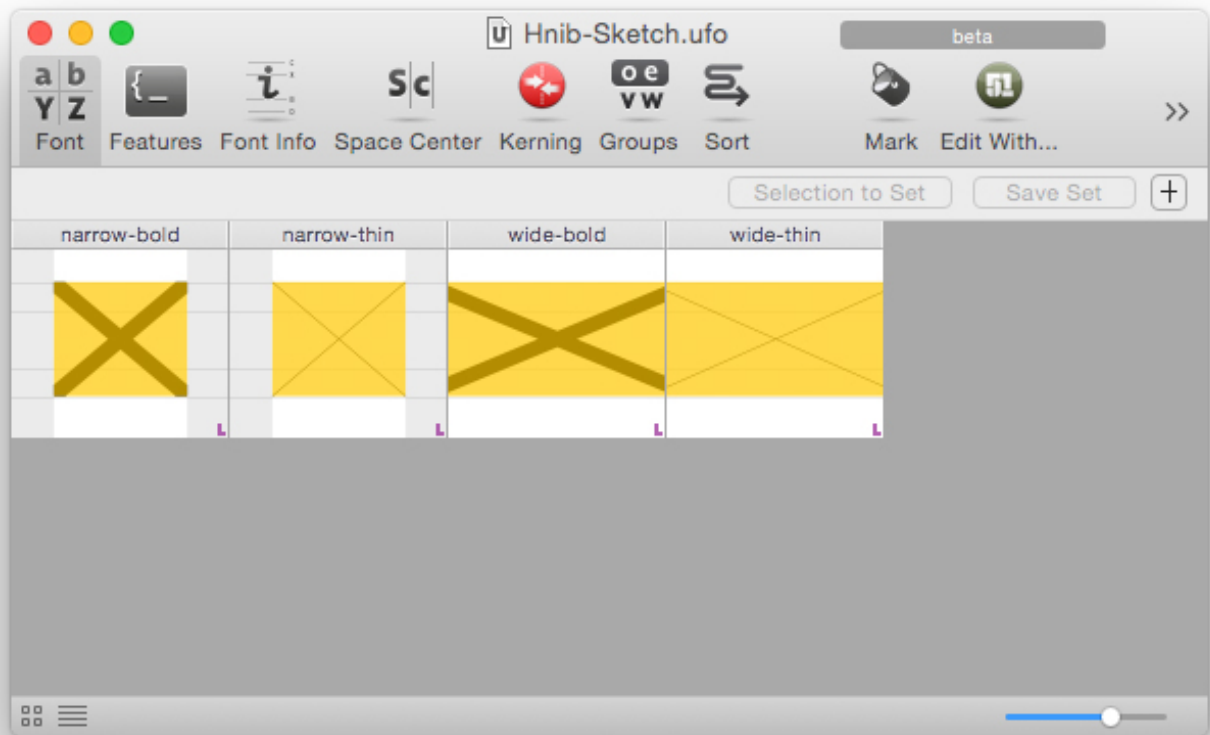 Hnib-Sketch.ufo
beta
Font Features Font Info Space Center Kerning Groups Sort Mark Edit With...
Selection to Set Save Set
narrow-bold narrow-thin wide-bold wide-thin
L L L L